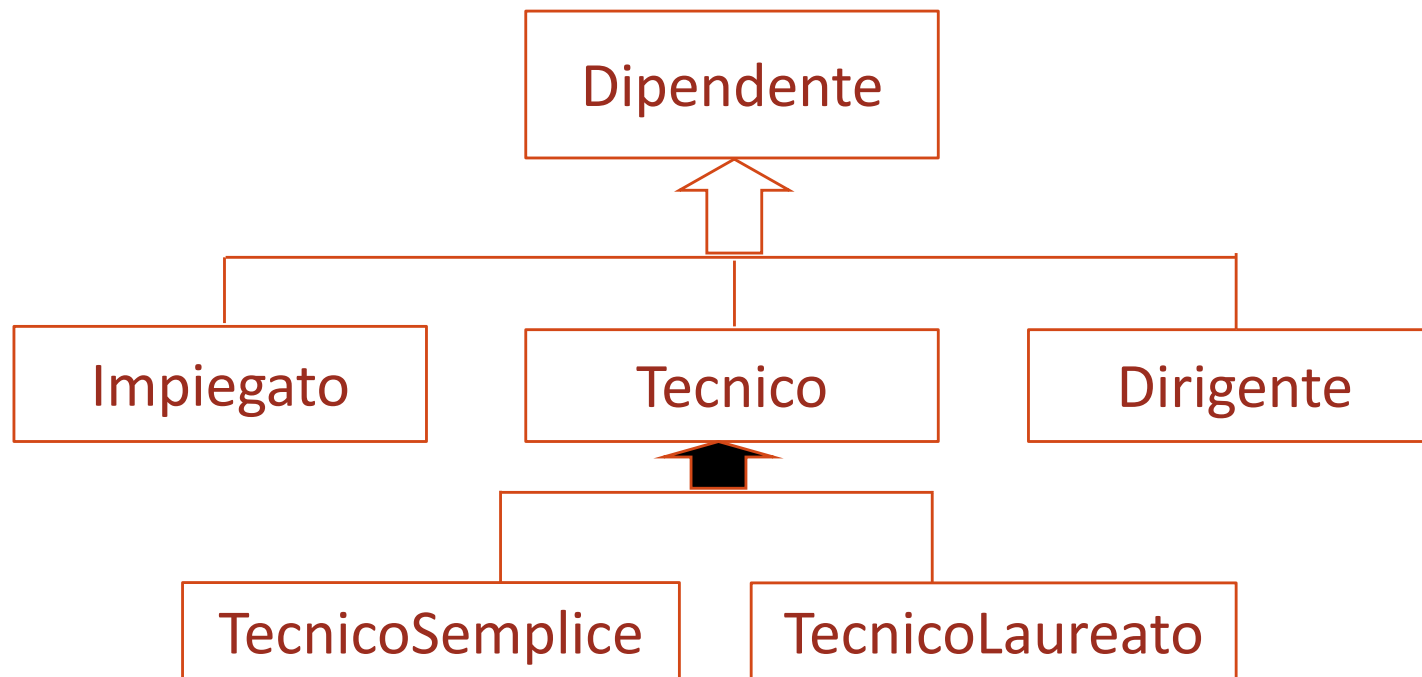 Dipendente
Impiegato
Tecnico
Dirigente
TecnicoSemplice
TecnicoLaureato